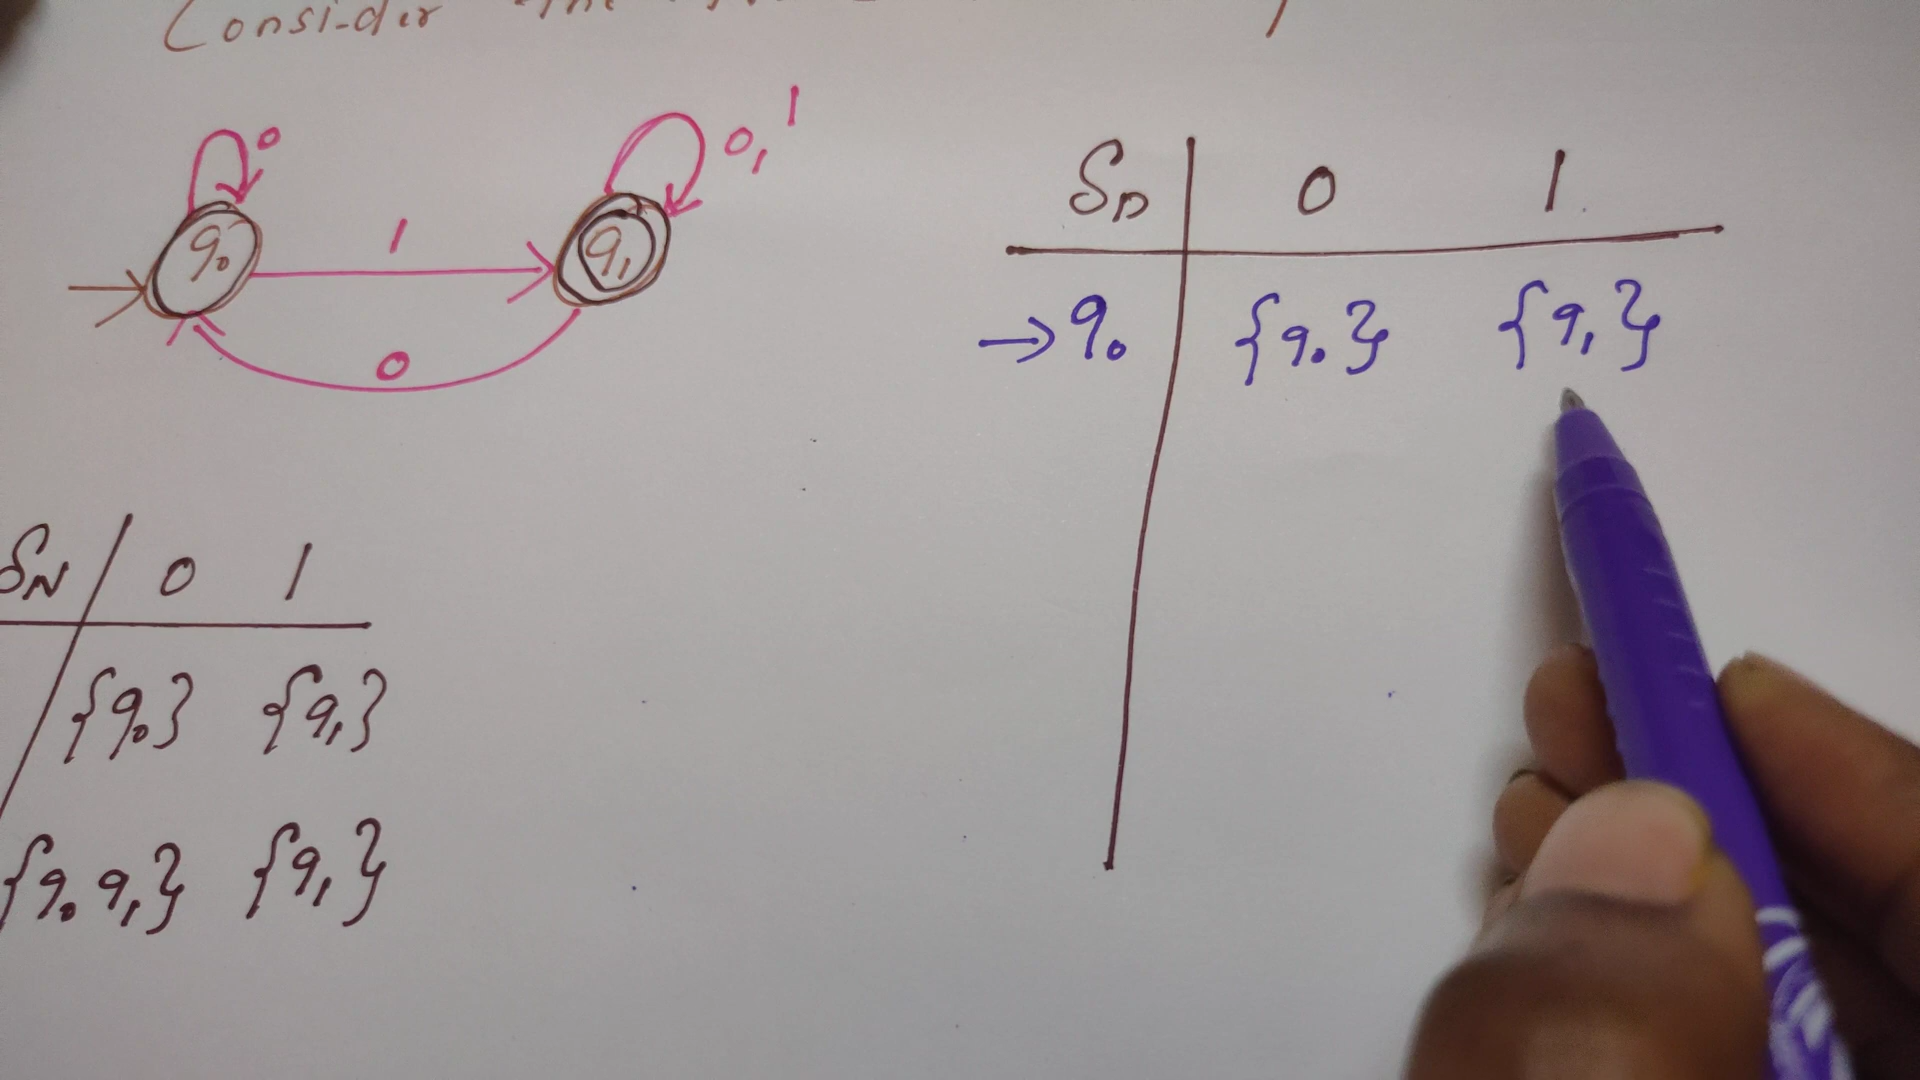 Consider the
0
0, 1
q0
1
q1
0
δD 0 1
→ q0 {q0} {q1}
δN 0 1
{q0} {q1}
{q0 q1} {q1}